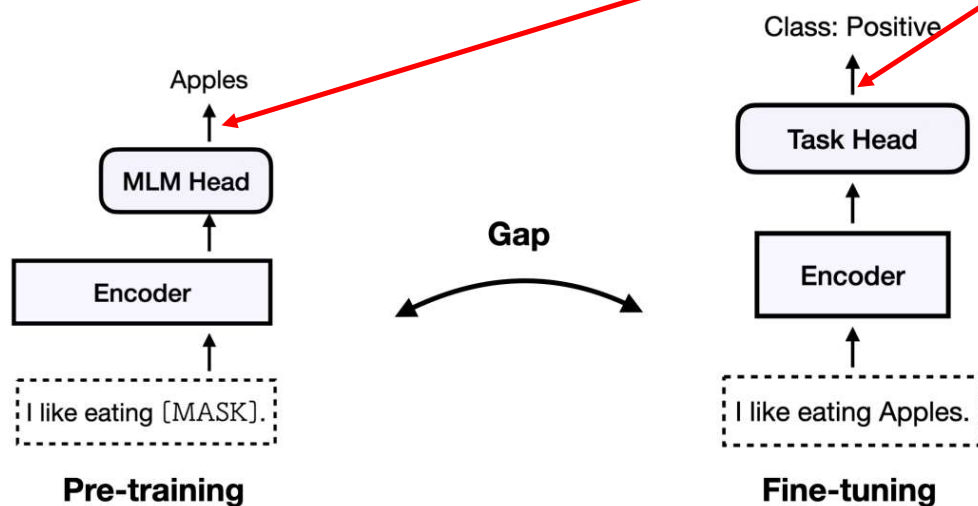 Class: Positive
Apples
Task Head
MLM Head
Gap
Encoder
Encoder
I like eating [MASK].
I like eating Apples.
Pre-training
Fine-tuning